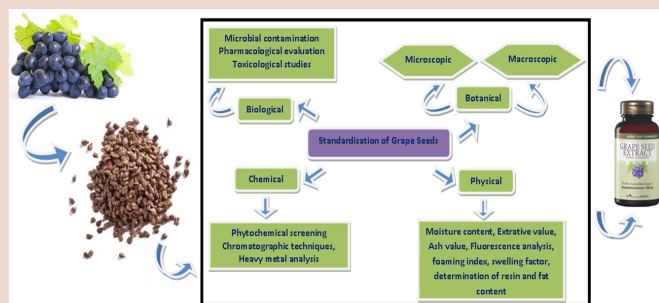 Microbial contamination
Pharmacological evaluation
Toxicological studies
Microscopic
Macroscopic
Biological
Botanical
Standardization of Grape Seeds
Chemical
Physical
Phytochemical screening
Chromatographic techniques,
Heavy metal analysis
Moisture content, Extrative value,
Ash value, Fluorescence analysis,
foaming index, swelling factor,
determination of resin and fat
content
GRAPE SEED
EXTRACT